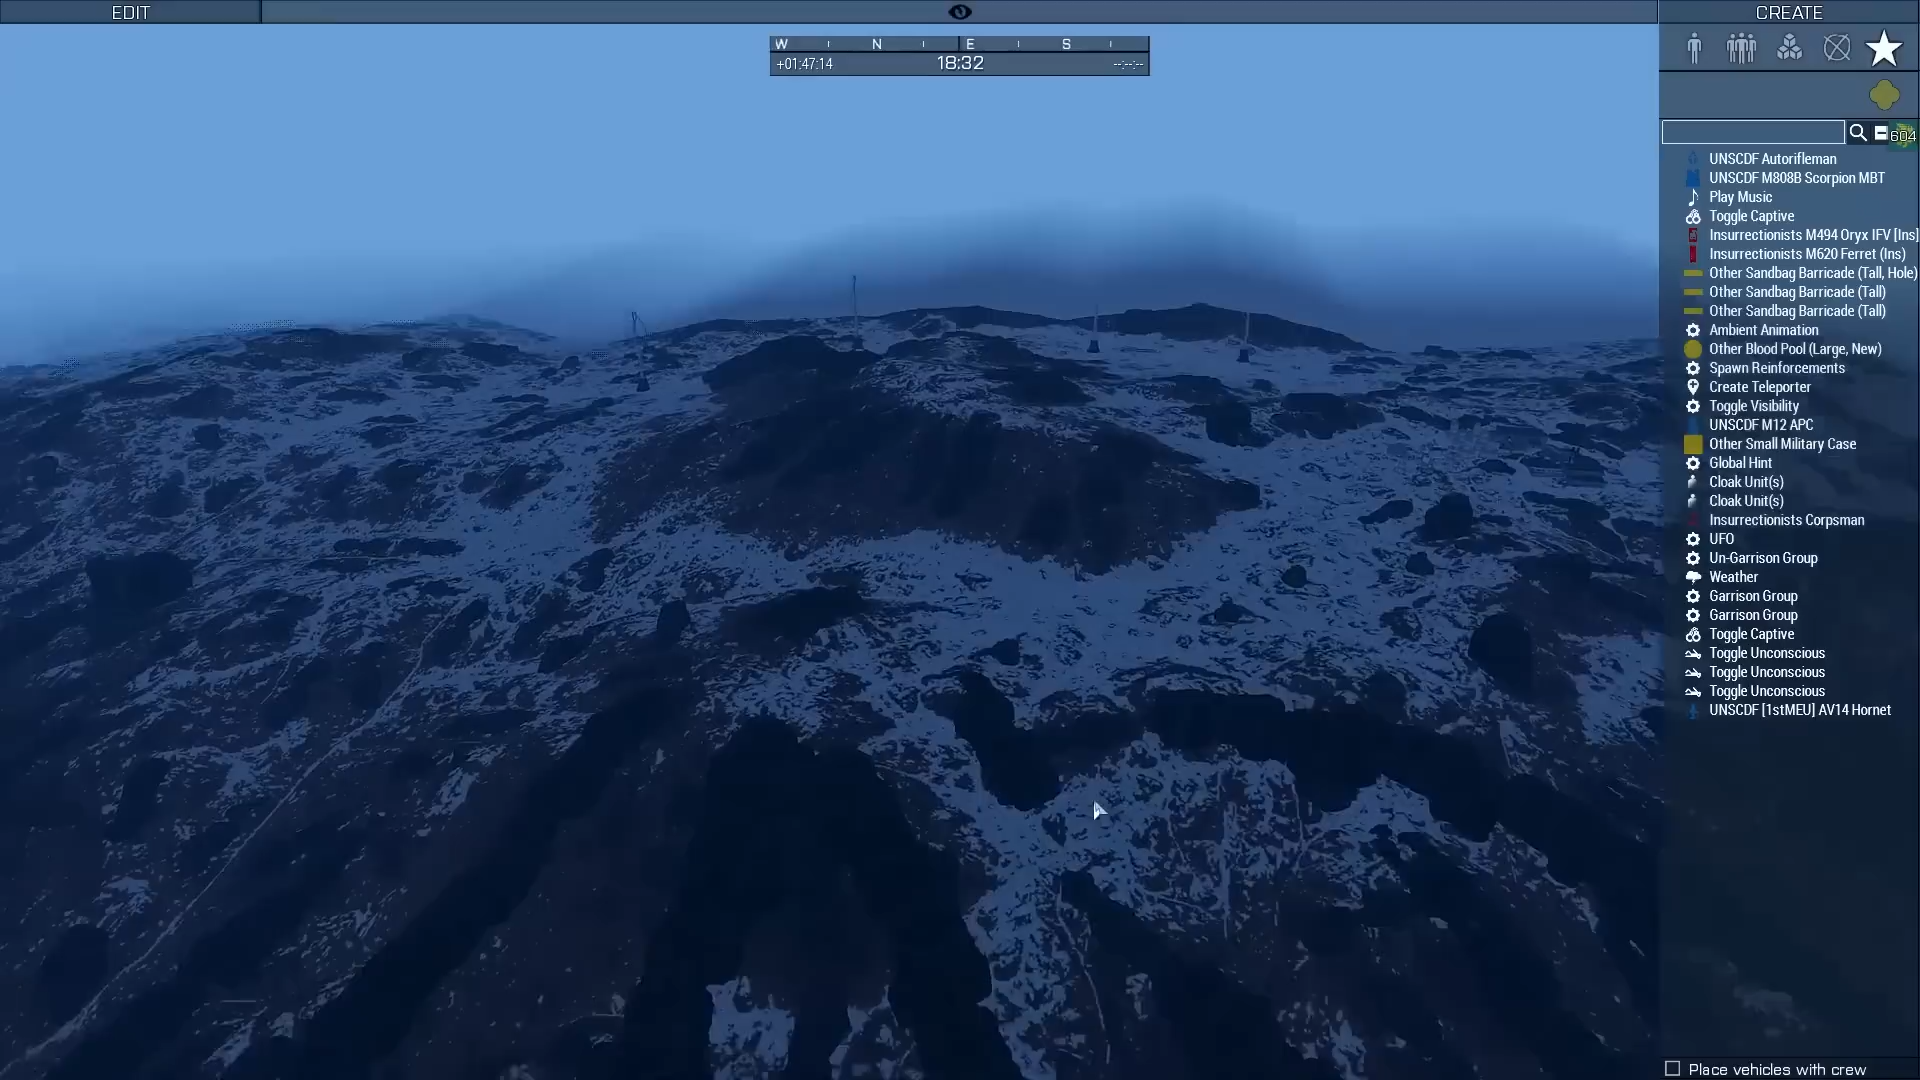 EDIT
CREATE
W N E S
+01:47:14 18:32 --:--:--
604
UNSCDF Autorifleman
UNSCDF M808B Scorpion MBT
Play Music
Toggle Captive
Insurrectionists M494 Oryx IFV [Ins]
Insurrectionists M620 Ferret (Ins)
Other Sandbag Barricade (Tall, Hole)
Other Sandbag Barricade (Tall)
Other Sandbag Barricade (Tall)
Ambient Animation
Other Blood Pool (Large, New)
Spawn Reinforcements
Create Teleporter
Toggle Visibility
UNSCDF M12 APC
Other Small Military Case
Global Hint
Cloak Unit(s)
Cloak Unit(s)
Insurrectionists Corpsman
UFO
Un-Garrison Group
Weather
Garrison Group
Garrison Group
Toggle Captive
Toggle Unconscious
Toggle Unconscious
Toggle Unconscious
UNSCDF [1stMEU] AV14 Hornet
Place vehicles with crew